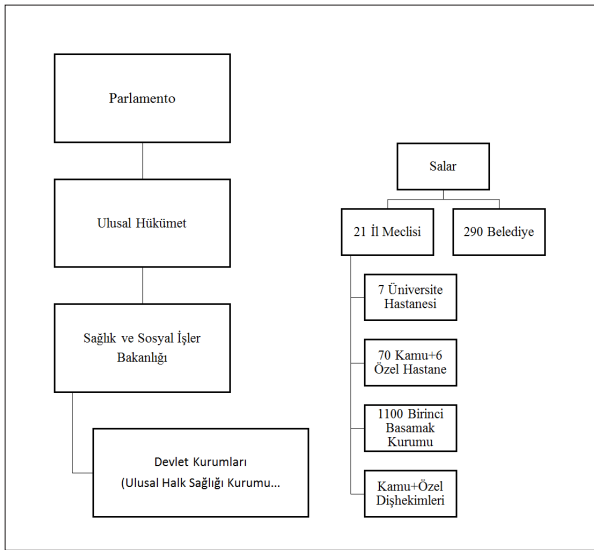 Parlamento
Ulusal Hükümet
Sağlık ve Sosyal İşler
Bakanlığı
Devlet Kurumları
(Ulusal Halk Sağlığı Kurumu...
Salar
21 İl Meclisi
290 Belediye
7 Üniversite
Hastanesi
70 Kamu+6
Özel Hastane
1100 Birinci
Basamak
Kurumu
Kamu+Özel
Dişhekimleri